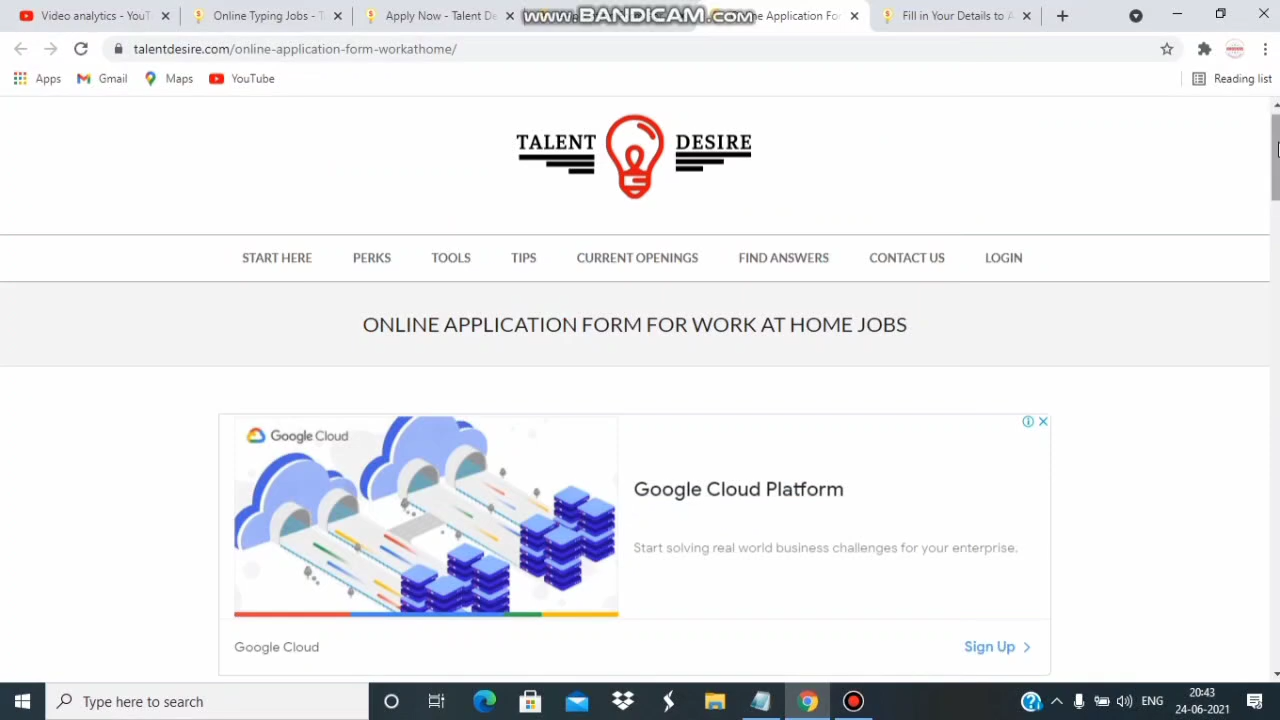 Video analytics - YouT
Online Typing Jobs - T
Apply Now - Talent De
www.BANDICAM.com
ne Application Fo
Fill in Your Details to A
talentdesire.com/online-application-form-workathome/
Apps
Gmail
Maps
YouTube
Reading list
TALENT DESIRE
START HERE
PERKS
TOOLS
TIPS
CURRENT OPENINGS
FIND ANSWERS
CONTACT US
LOGIN
ONLINE APPLICATION FORM FOR WORK AT HOME JOBS
Google Cloud
Google Cloud Platform
Start solving real world business challenges for your enterprise.
Google Cloud
Sign Up
Type here to search
ENG
20:43
24-06-2021